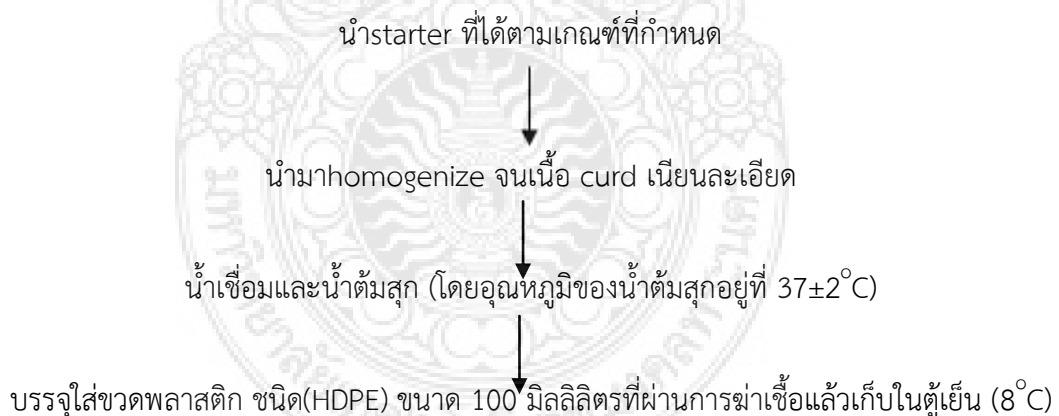 นำstarter ที่ได้ตามเกณฑ์ที่กำหนด
นำมาhomogenize จนเนื้อ curd เนียนละเอียด
น้ำเชื่อมและน้ำต้มสุก (โดยอุณหภูมิของน้ำต้มสุกอยู่ที่ 37±2°C)
บรรจุใส่ขวดพลาสติก ชนิด(HDPE) ขนาด 100 มิลลิลิตรที่ผ่านการฆ่าเชื้อแล้วเก็บในตู้เย็น (8°C)